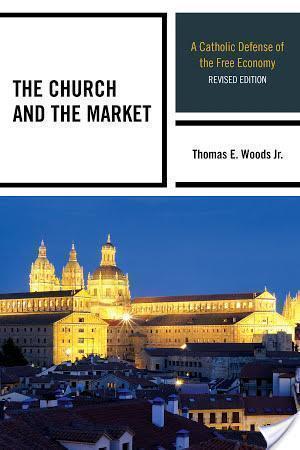 THE CHURCH
AND THE MARKET
A Catholic Defense of
the Free Economy
REVISED EDITION
Thomas E. Woods Jr.